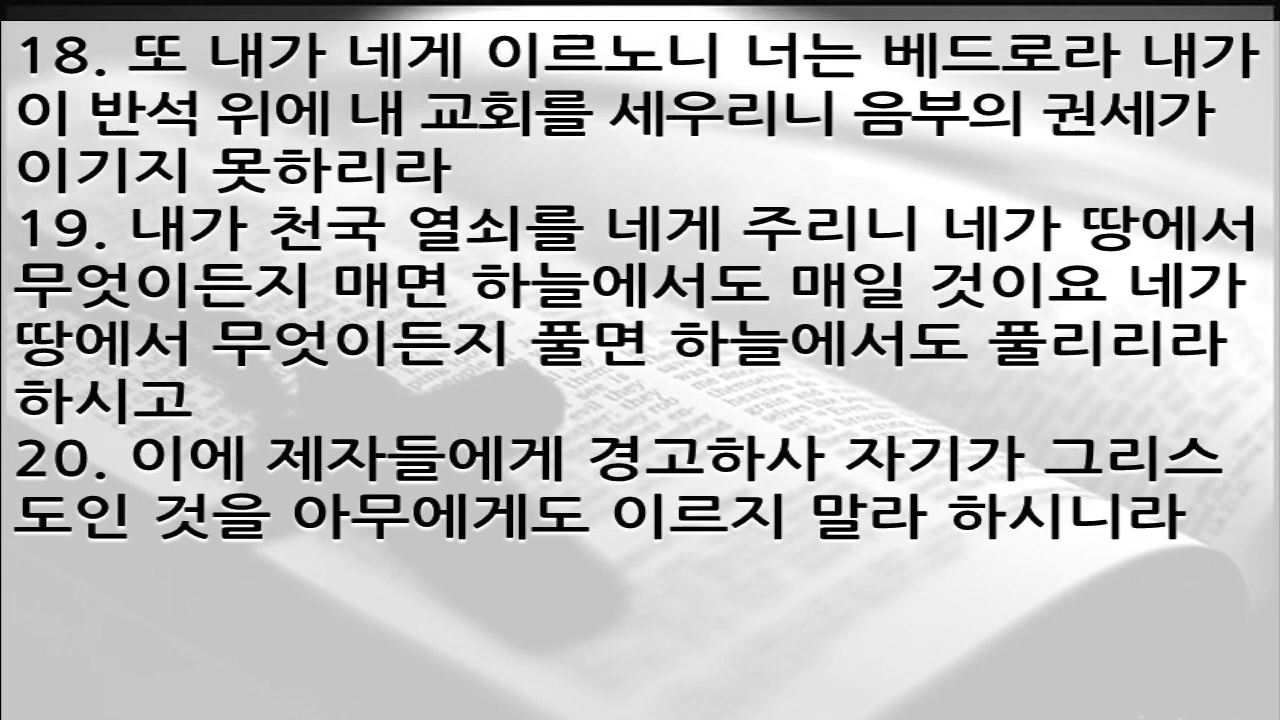 18. 또 내가 네게 이르노니 너는 베드로라 내가
이 반석 위에 내 교회를 세우리니 음부의 권세가
이기지 못하리라
19. 내가 천국 열쇠를 네게 주리니 네가 땅에서
무엇이든지 매면 하늘에서도 매일 것이요 네가
땅에서 무엇이든지 풀면 하늘에서도 풀리리라
하시고
20. 이에 제자들에게 경고하사 자기가 그리스
도인 것을 아무에게도 이르지 말라 하시니라